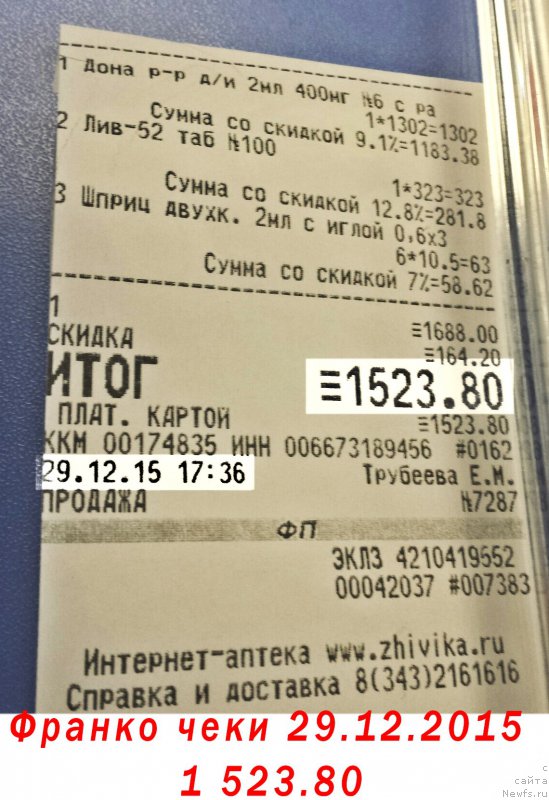 1 Дона р-р д/и 2мл 400мг №6 с ра
1*1302=1302
Сумма со скидкой 9.1%=1183.38
2 Лив-52 таб №100
1*323=323
Сумма со скидкой 12.8%=281.8
3 Шприц двухк. 2мл с иглой 0,6х3
6*10.5=63
Сумма со скидкой 7%=58.62
1 ≡1688.00
СКИДКА ≡164.20
ИТОГ ≡1523.80
ПЛАТ. КАРТОЙ ≡1523.80
ККМ 00174835 ИНН 006673189456 #0162
29.12.15 17:36 Трубеева Е.М.
ПРОДАЖА №7287
ФП
ЭКЛЗ 4210419552
00042037 #007383
Интернет-аптека www.zhivika.ru
Справка и доставка 8(343)2161616
Франко чеки 29.12.2015
1 523.80
с
сайта
Newfs.ru